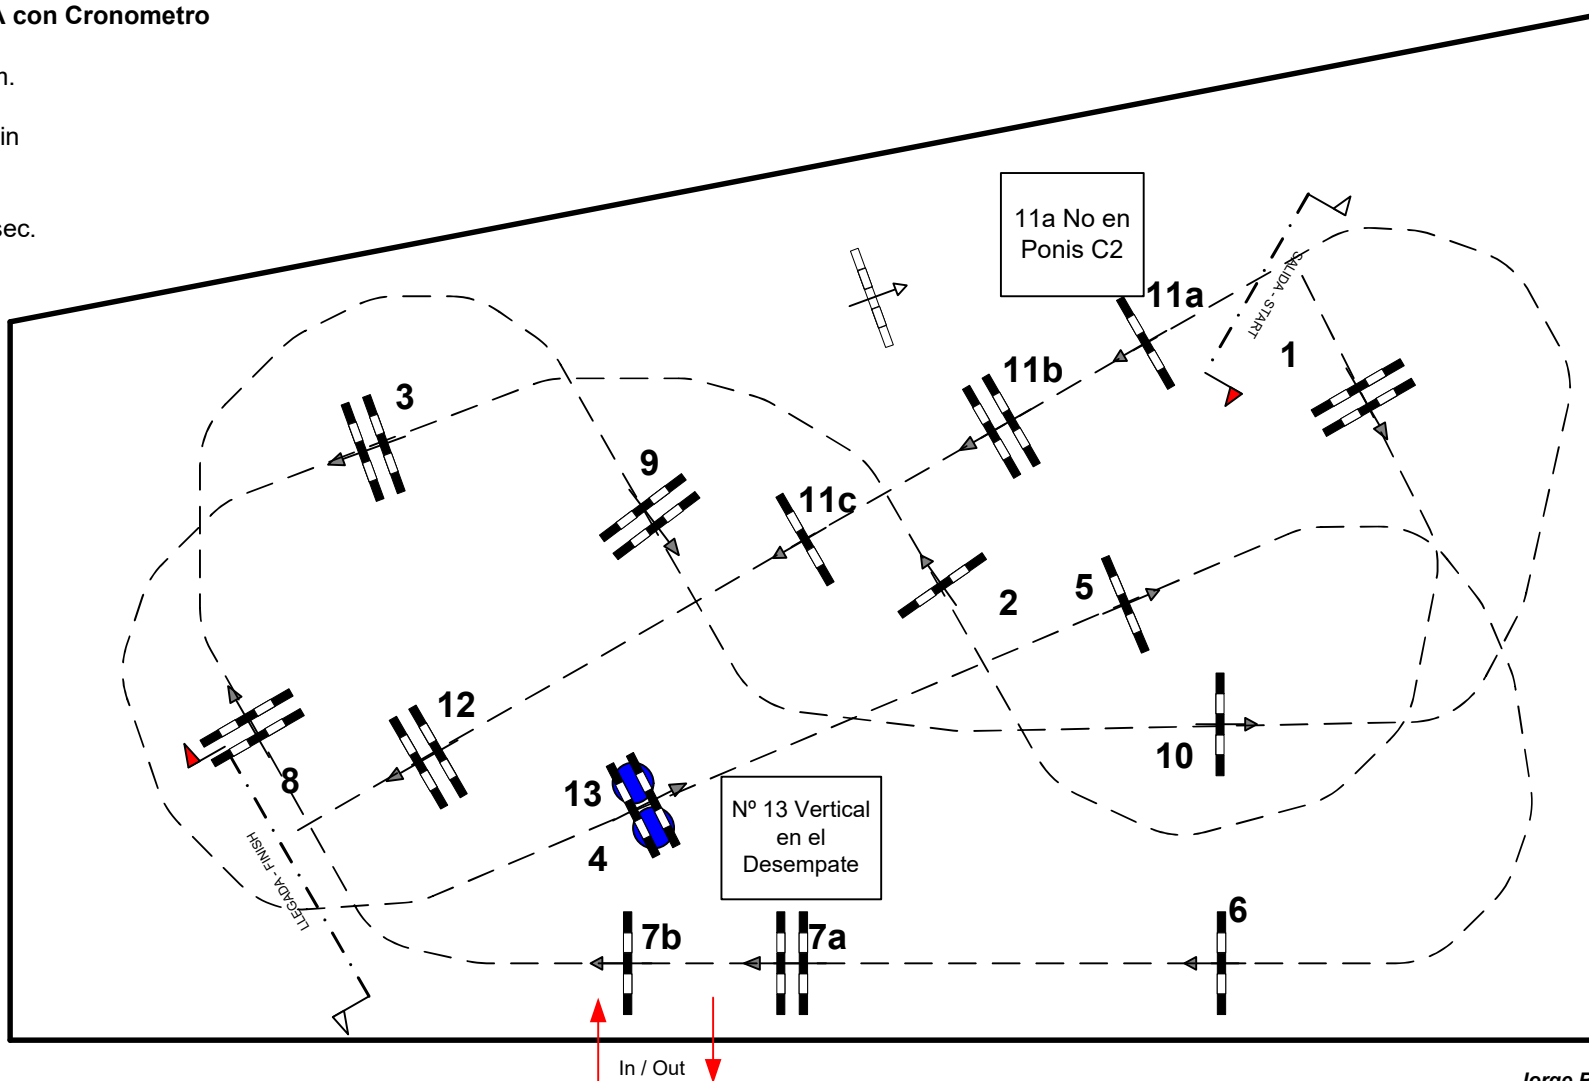 A con Cronometro
n.
in
sec.
11a No en
Ponis C2
SALIDA - START
11a
1
11b
3
9
11c
2
5
12
10
8
13
4
Nº 13 Vertical
en el
Desempate
LLEGADA - FINISH
6
7b
7a
In / Out
Jorge